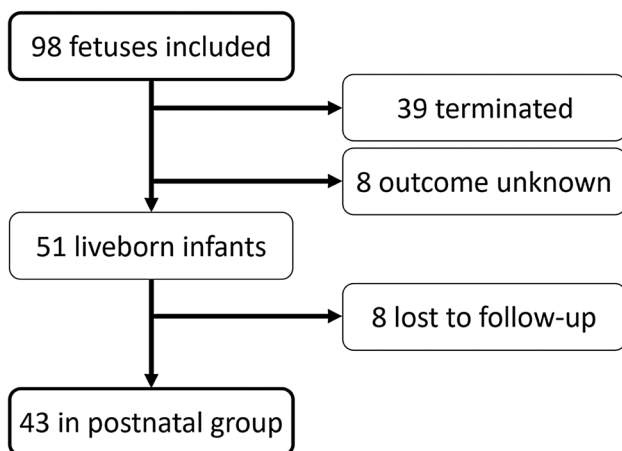 98 fetuses included
39 terminated
8 outcome unknown
51 liveborn infants
8 lost to follow-up
43 in postnatal group